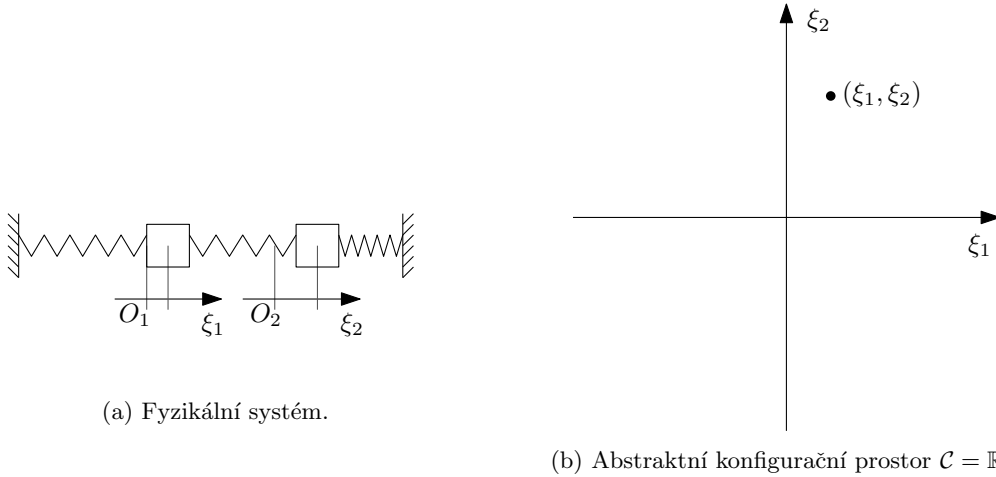 O₁
ξ₁
O₂
ξ₂
(a) Fyzikální systém.
ξ₂
(ξ₁, ξ₂)
ξ₁
(b) Abstraktní konfigurační prostor 𝒞 = ℝ